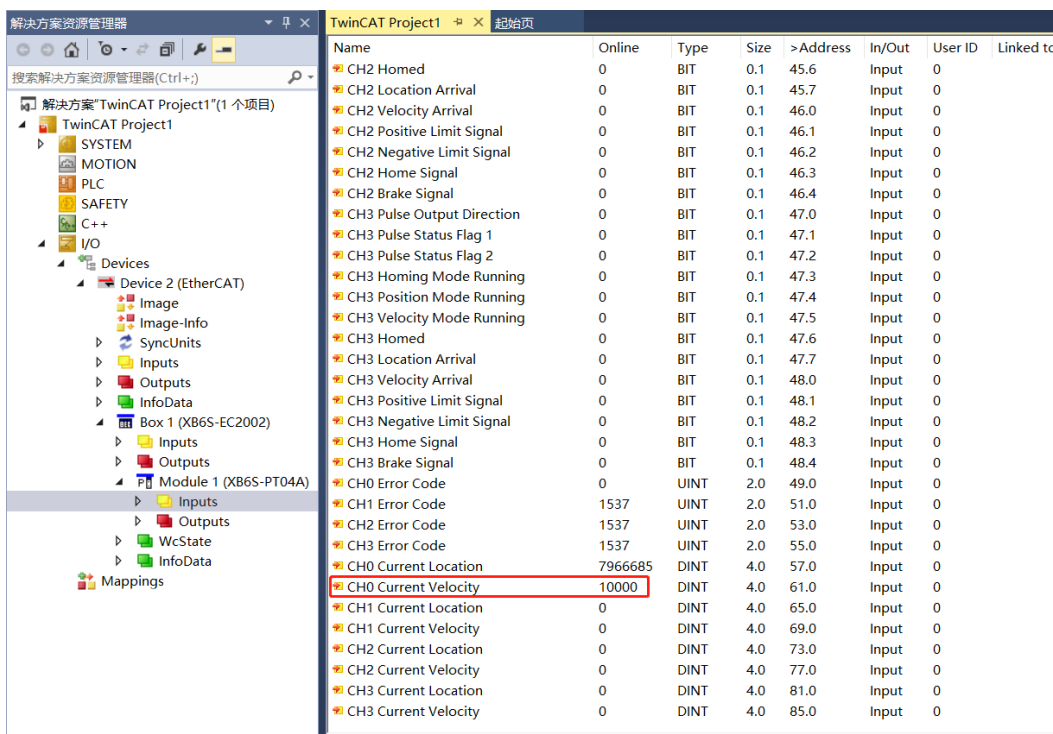 解决方案资源管理器
搜索解决方案资源管理器(Ctrl+;)
解决方案"TwinCAT Project1"(1 个项目)
TwinCAT Project1
SYSTEM
MOTION
PLC
SAFETY
C++
I/O
Devices
Device 2 (EtherCAT)
Image
Image-Info
SyncUnits
Inputs
Outputs
InfoData
Box 1 (XB6S-EC2002)
Inputs
Outputs
Module 1 (XB6S-PT04A)
Inputs
Outputs
WcState
InfoData
Mappings
TwinCAT Project1 起始页
Name Online Type Size >Address In/Out User ID Linked to
CH2 Homed 0 BIT 0.1 45.6 Input 0
CH2 Location Arrival 0 BIT 0.1 45.7 Input 0
CH2 Velocity Arrival 0 BIT 0.1 46.0 Input 0
CH2 Positive Limit Signal 0 BIT 0.1 46.1 Input 0
CH2 Negative Limit Signal 0 BIT 0.1 46.2 Input 0
CH2 Home Signal 0 BIT 0.1 46.3 Input 0
CH2 Brake Signal 0 BIT 0.1 46.4 Input 0
CH3 Pulse Output Direction 0 BIT 0.1 47.0 Input 0
CH3 Pulse Status Flag 1 0 BIT 0.1 47.1 Input 0
CH3 Pulse Status Flag 2 0 BIT 0.1 47.2 Input 0
CH3 Homing Mode Running 0 BIT 0.1 47.3 Input 0
CH3 Position Mode Running 0 BIT 0.1 47.4 Input 0
CH3 Velocity Mode Running 0 BIT 0.1 47.5 Input 0
CH3 Homed 0 BIT 0.1 47.6 Input 0
CH3 Location Arrival 0 BIT 0.1 47.7 Input 0
CH3 Velocity Arrival 0 BIT 0.1 48.0 Input 0
CH3 Positive Limit Signal 0 BIT 0.1 48.1 Input 0
CH3 Negative Limit Signal 0 BIT 0.1 48.2 Input 0
CH3 Home Signal 0 BIT 0.1 48.3 Input 0
CH3 Brake Signal 0 BIT 0.1 48.4 Input 0
CH0 Error Code 0 UINT 2.0 49.0 Input 0
CH1 Error Code 1537 UINT 2.0 51.0 Input 0
CH2 Error Code 1537 UINT 2.0 53.0 Input 0
CH3 Error Code 1537 UINT 2.0 55.0 Input 0
CH0 Current Location 7966685 DINT 4.0 57.0 Input 0
CH0 Current Velocity 10000 DINT 4.0 61.0 Input 0
CH1 Current Location 0 DINT 4.0 65.0 Input 0
CH1 Current Velocity 0 DINT 4.0 69.0 Input 0
CH2 Current Location 0 DINT 4.0 73.0 Input 0
CH2 Current Velocity 0 DINT 4.0 77.0 Input 0
CH3 Current Location 0 DINT 4.0 81.0 Input 0
CH3 Current Velocity 0 DINT 4.0 85.0 Input 0